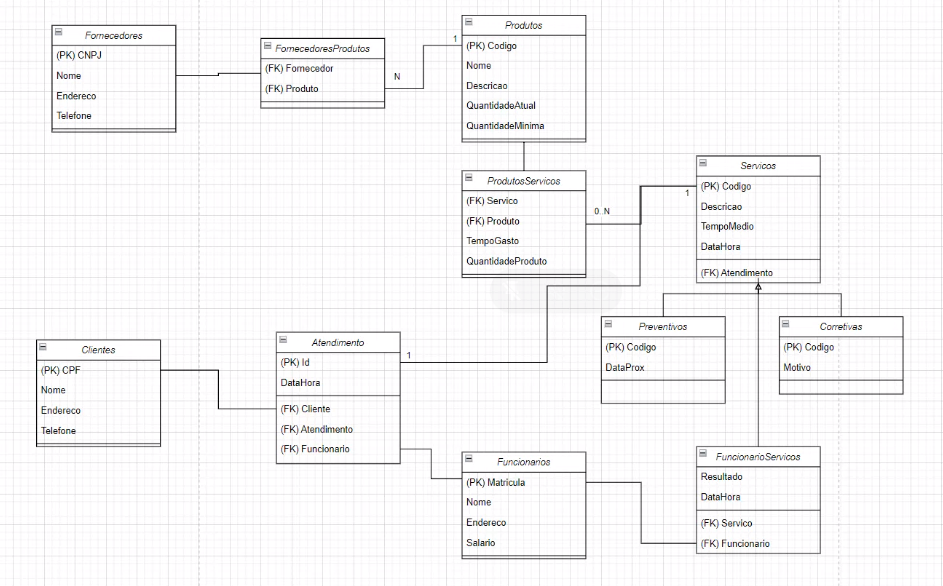 Fornecedores
(PK) CNPJ
Nome
Endereco
Telefone
FornecedoresProdutos
(FK) Fornecedor
(FK) Produto
N
1
Produtos
(PK) Codigo
Nome
Descricao
QuantidadeAtual
QuantidadeMinima
ProdutosServicos
(FK) Servico
(FK) Produto
TempoGasto
QuantidadeProduto
0..N
1
Servicos
(PK) Codigo
Descricao
TempoMedio
DataHora
(FK) Atendimento
Preventivos
(PK) Codigo
DataProx
Corretivas
(PK) Codigo
Motivo
Clientes
(PK) CPF
Nome
Endereco
Telefone
Atendimento
(PK) Id
DataHora
(FK) Cliente
(FK) Atendimento
(FK) Funcionario
1
Funcionarios
(PK) Matricula
Nome
Endereco
Salario
FuncionarioServicos
Resultado
DataHora
(FK) Servico
(FK) Funcionario